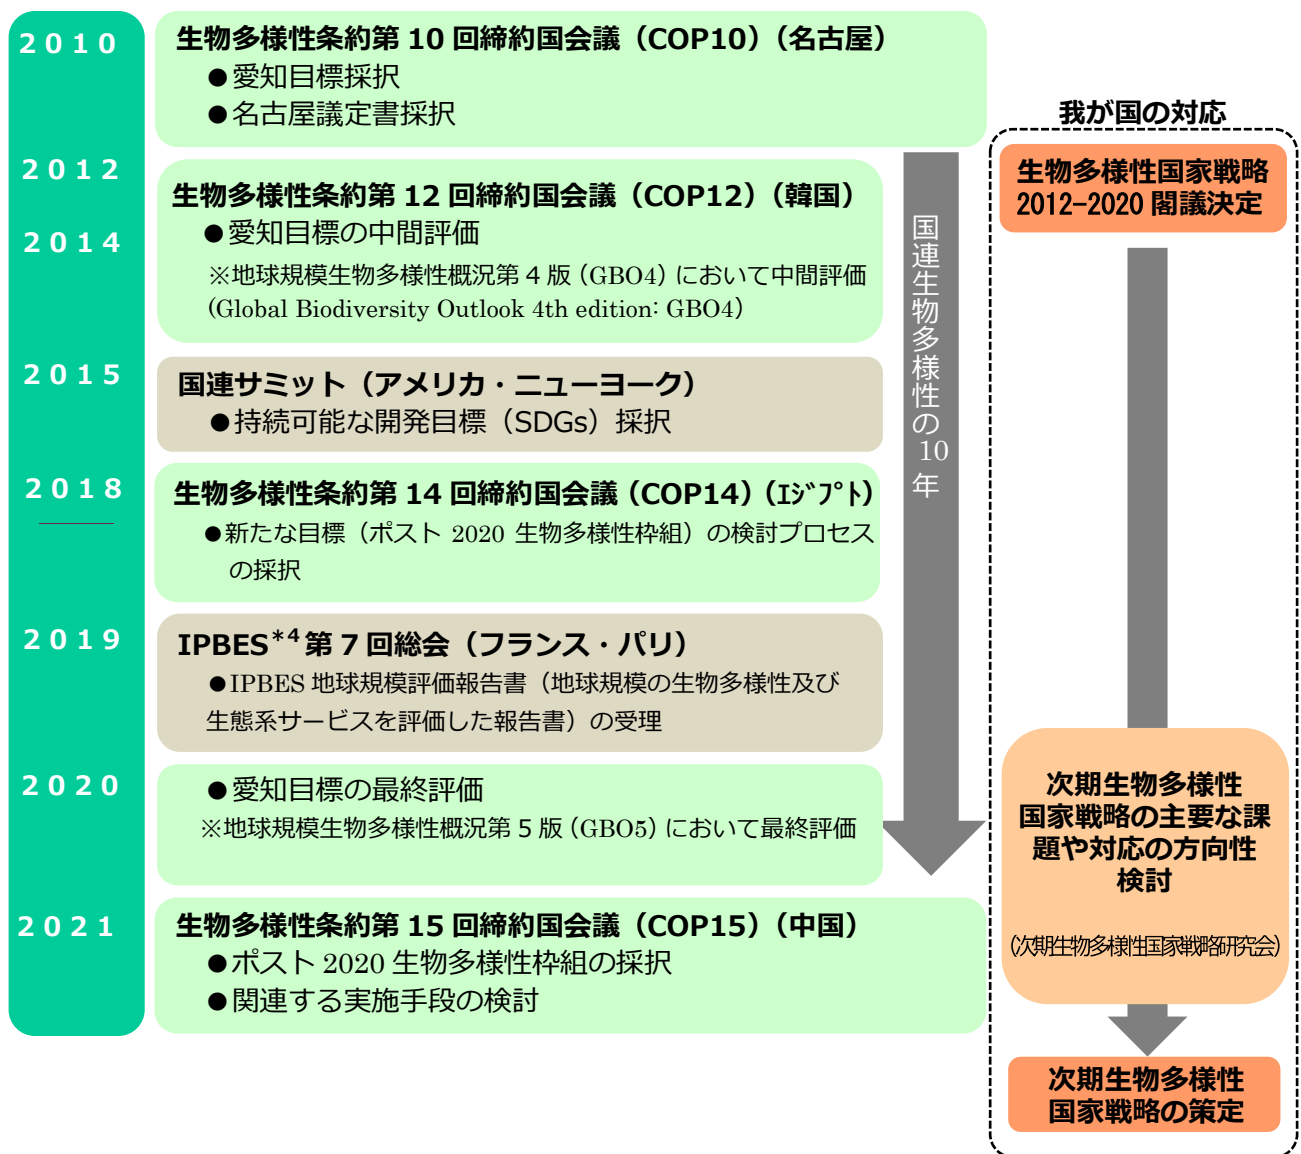 2010
生物多様性条約第 10 回締約国会議（COP10）（名古屋）
●愛知目標採択
●名古屋議定書採択
2012
2014
生物多様性条約第 12 回締約国会議（COP12）（韓国）
●愛知目標の中間評価
※地球規模生物多様性概況第 4 版（GBO4）において中間評価
(Global Biodiversity Outlook 4th edition: GBO4)
2015
国連サミット（アメリカ・ニューヨーク）
●持続可能な開発目標（SDGs）採択
2018
生物多様性条約第 14 回締約国会議（COP14）（ｴｼﾞﾌﾟﾄ）
●新たな目標（ポスト 2020 生物多様性枠組）の検討プロセス
の採択
2019
IPBES*4 第 7 回総会（フランス・パリ）
●IPBES 地球規模評価報告書（地球規模の生物多様性及び
生態系サービスを評価した報告書）の受理
2020
●愛知目標の最終評価
※地球規模生物多様性概況第 5 版（GBO5）において最終評価
2021
生物多様性条約第 15 回締約国会議（COP15）（中国）
●ポスト 2020 生物多様性枠組の採択
●関連する実施手段の検討
国連生物多様性の 10 年
我が国の対応
生物多様性国家戦略
2012-2020 閣議決定
次期生物多様性
国家戦略の主要な課
題や対応の方向性
検討
(次期生物多様性国家戦略研究会)
次期生物多様性
国家戦略の策定